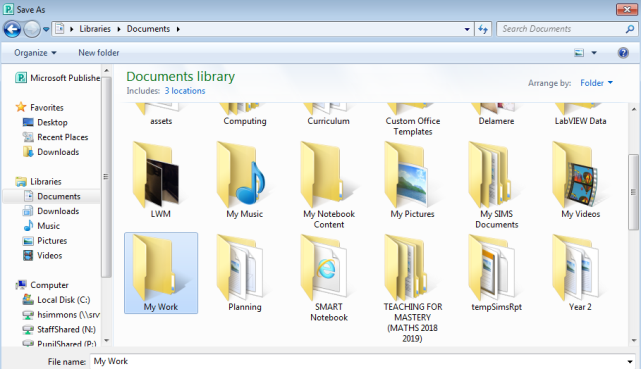 Save As
Libraries Documents
Search Documents
Organize New folder
Microsoft Publishe
Favorites
Desktop
Recent Places
Downloads
Libraries
Documents
Downloads
Music
Pictures
Videos
Computer
Local Disk (C:)
hsimmons (\\srv
StaffShared (N:)
PupilShared (P:)
Documents library
Includes: 3 locations
Arrange by: Folder
assets Computing Curriculum Custom Office Delamere LabVIEW Data
Templates
LWM My Music My Notebook My Pictures My SIMS My Videos
Content Documents
My Work Planning SMART TEACHING FOR tempSimsRpt Year 2
Notebook MASTERY
(MATHS 2018
2019)
File name: My Work